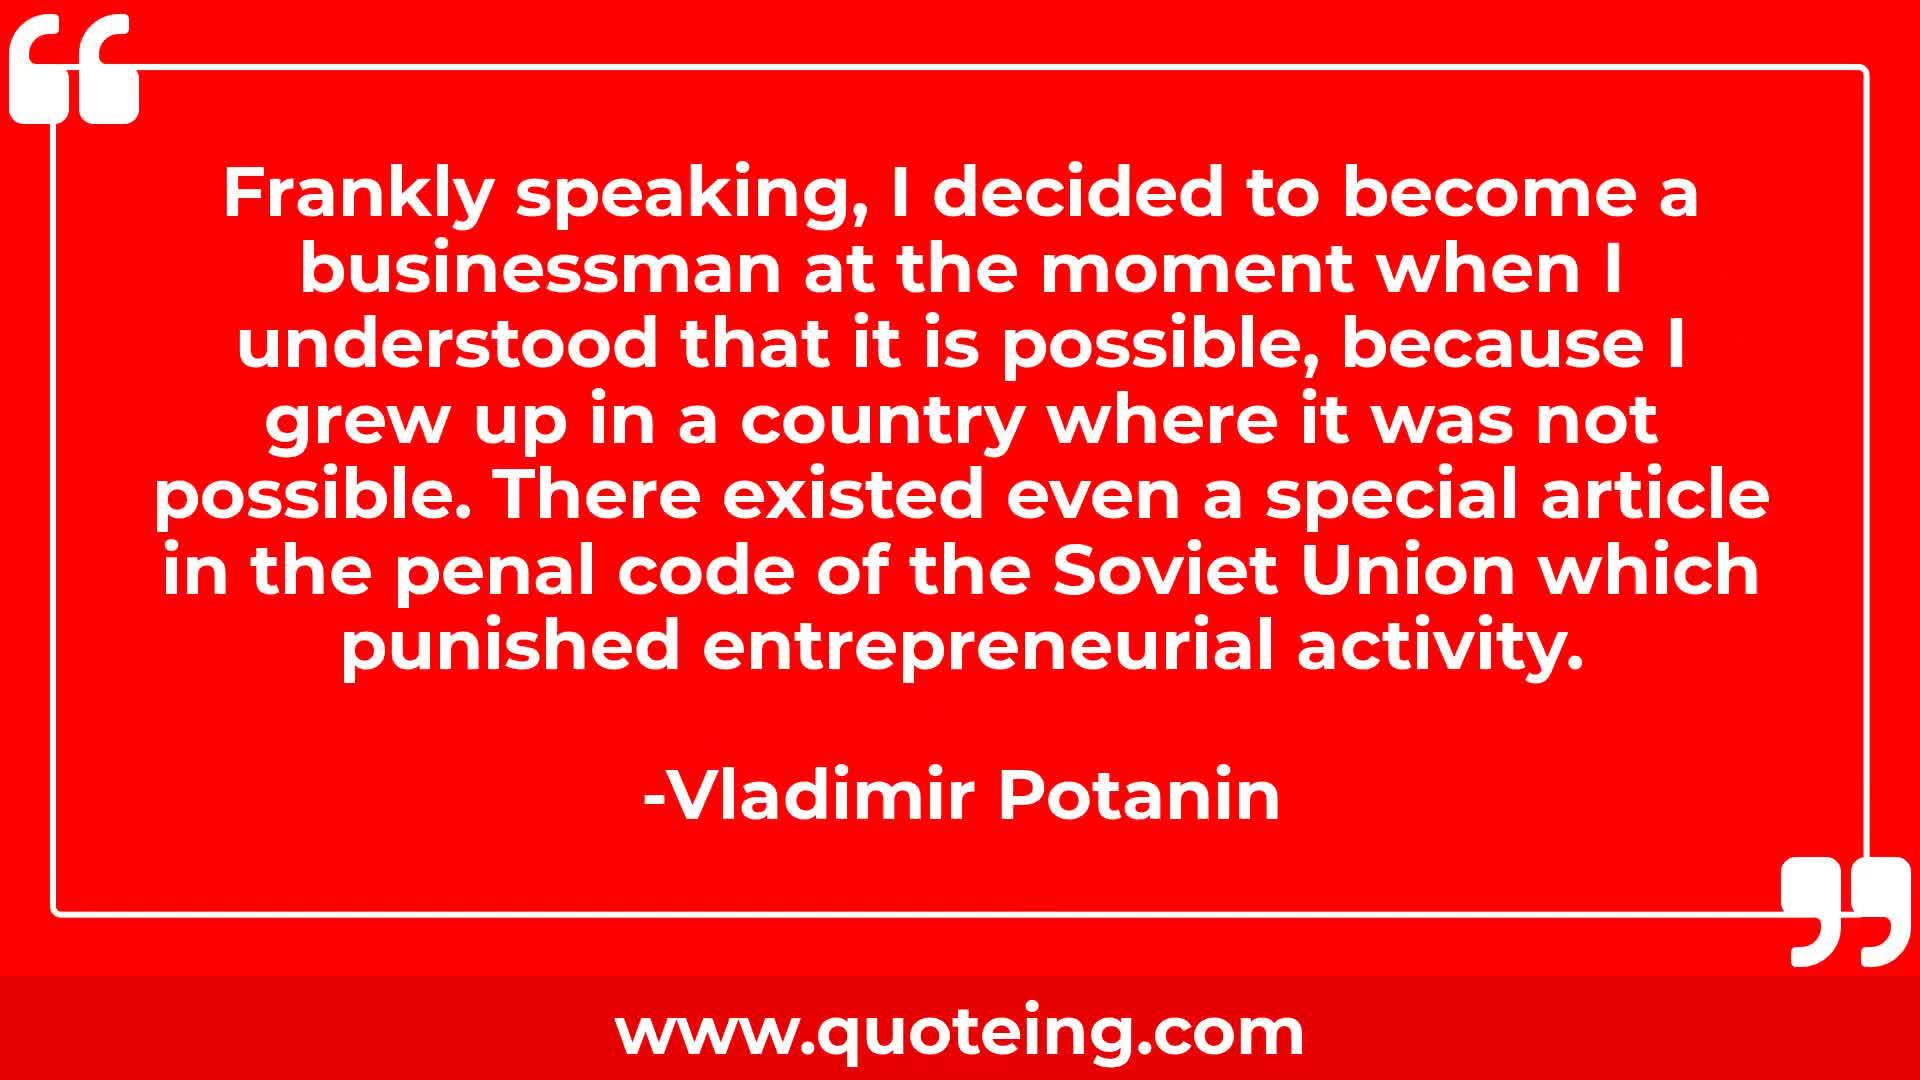 Frankly speaking, I decided to become a
businessman at the moment when I
understood that it is possible, because I
grew up in a country where it was not
possible. There existed even a special article
in the penal code of the Soviet Union which
punished entrepreneurial activity.
-Vladimir Potanin
www.quoteing.com